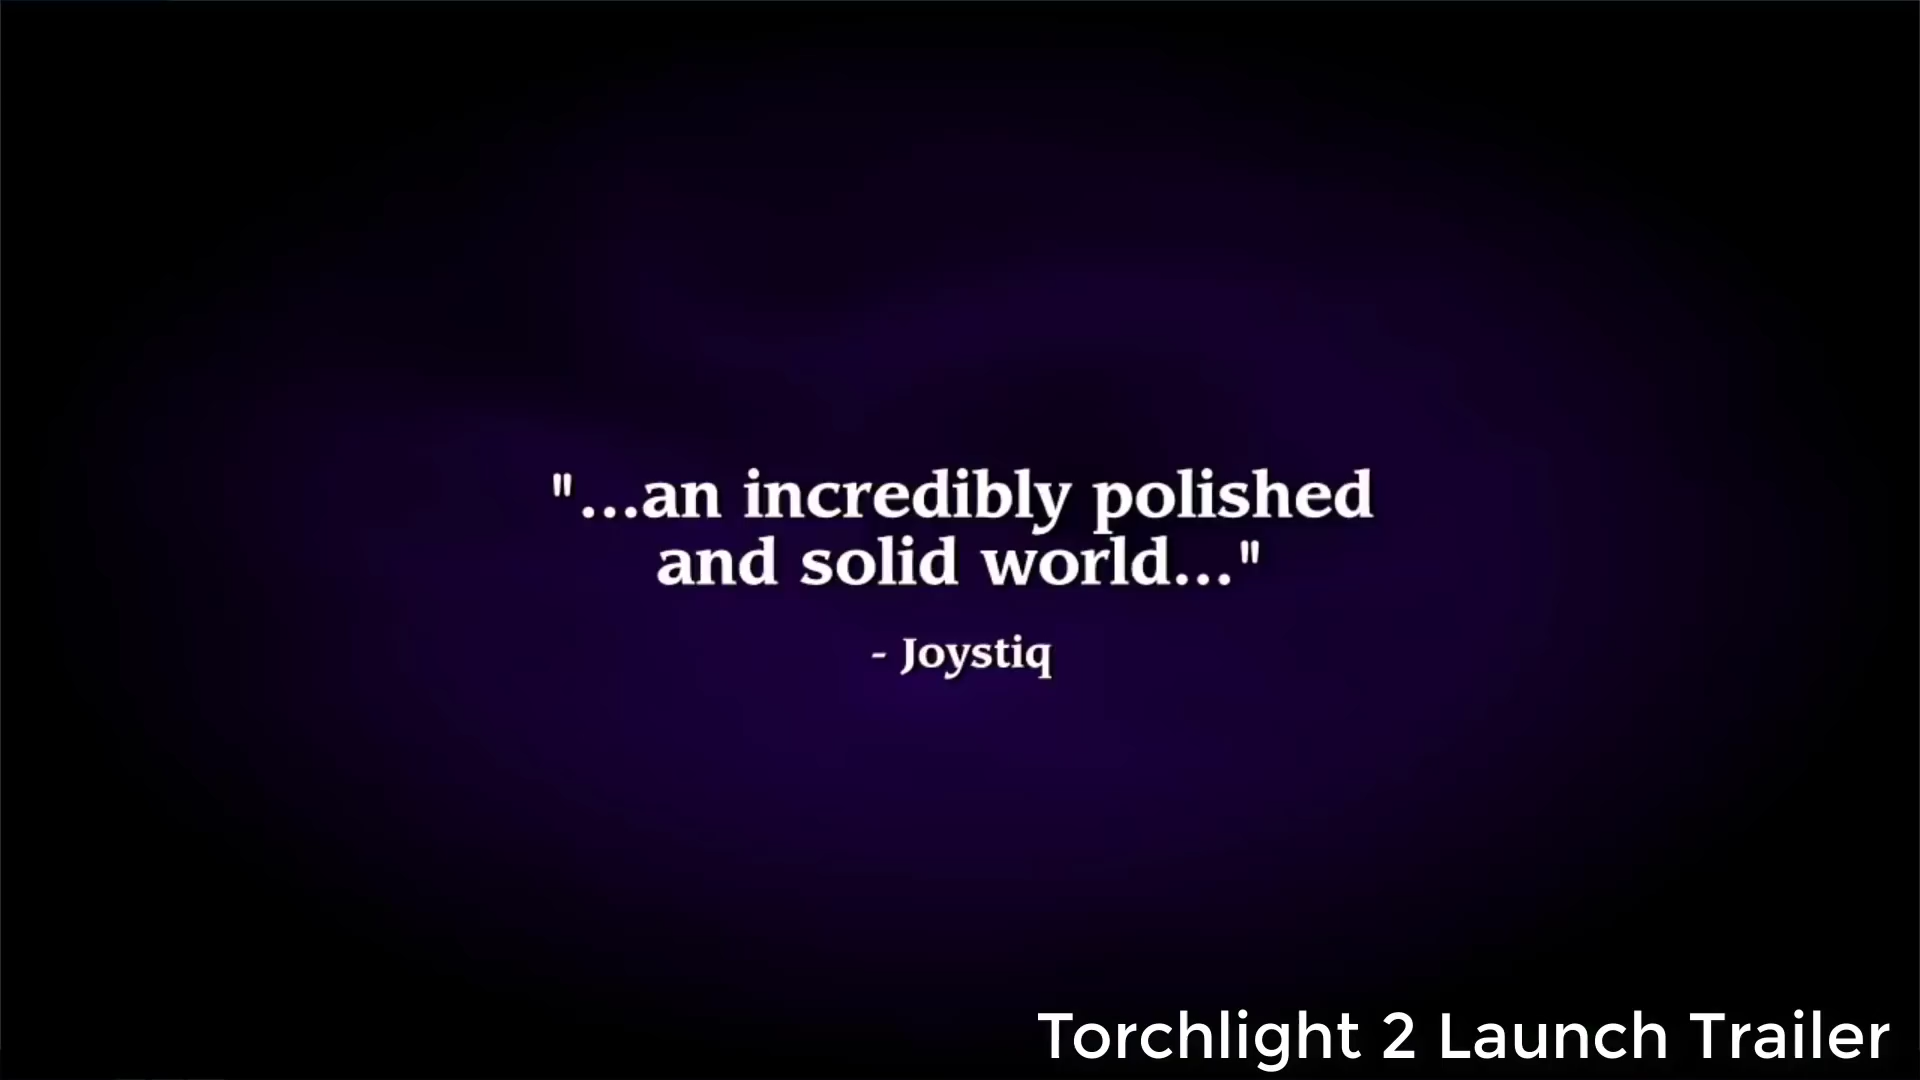 "...an incredibly polished
and solid world..."
- Joystiq
Torchlight 2 Launch Trailer